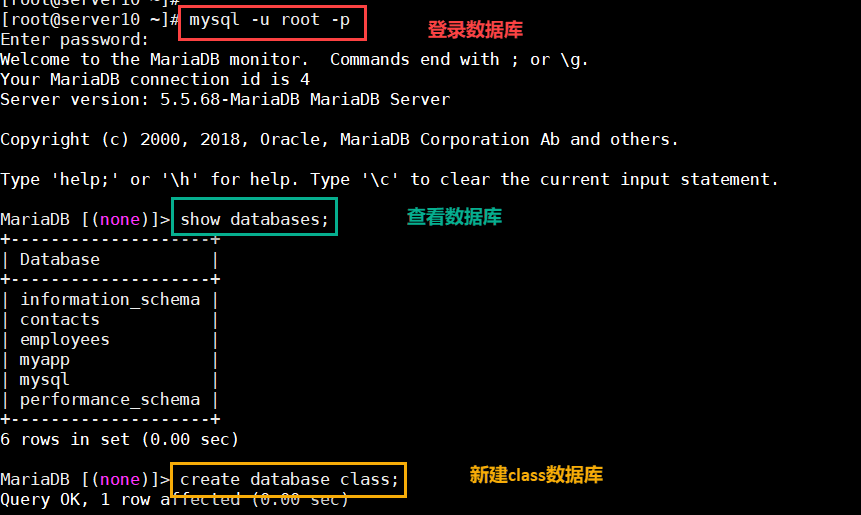 [root@server10 ~]#
[root@server10 ~]# mysql -u root -p 登录数据库
Enter password:
Welcome to the MariaDB monitor.  Commands end with ; or \g.
Your MariaDB connection id is 4
Server version: 5.5.68-MariaDB MariaDB Server

Copyright (c) 2000, 2018, Oracle, MariaDB Corporation Ab and others.

Type 'help;' or '\h' for help. Type '\c' to clear the current input statement.

MariaDB [(none)]> show databases; 查看数据库
+--------------------+
| Database           |
+--------------------+
| information_schema |
| contacts           |
| employees          |
| myapp              |
| mysql              |
| performance_schema |
+--------------------+
6 rows in set (0.00 sec)

MariaDB [(none)]> create database class; 新建class数据库
Query OK, 1 row affected (0.00 sec)